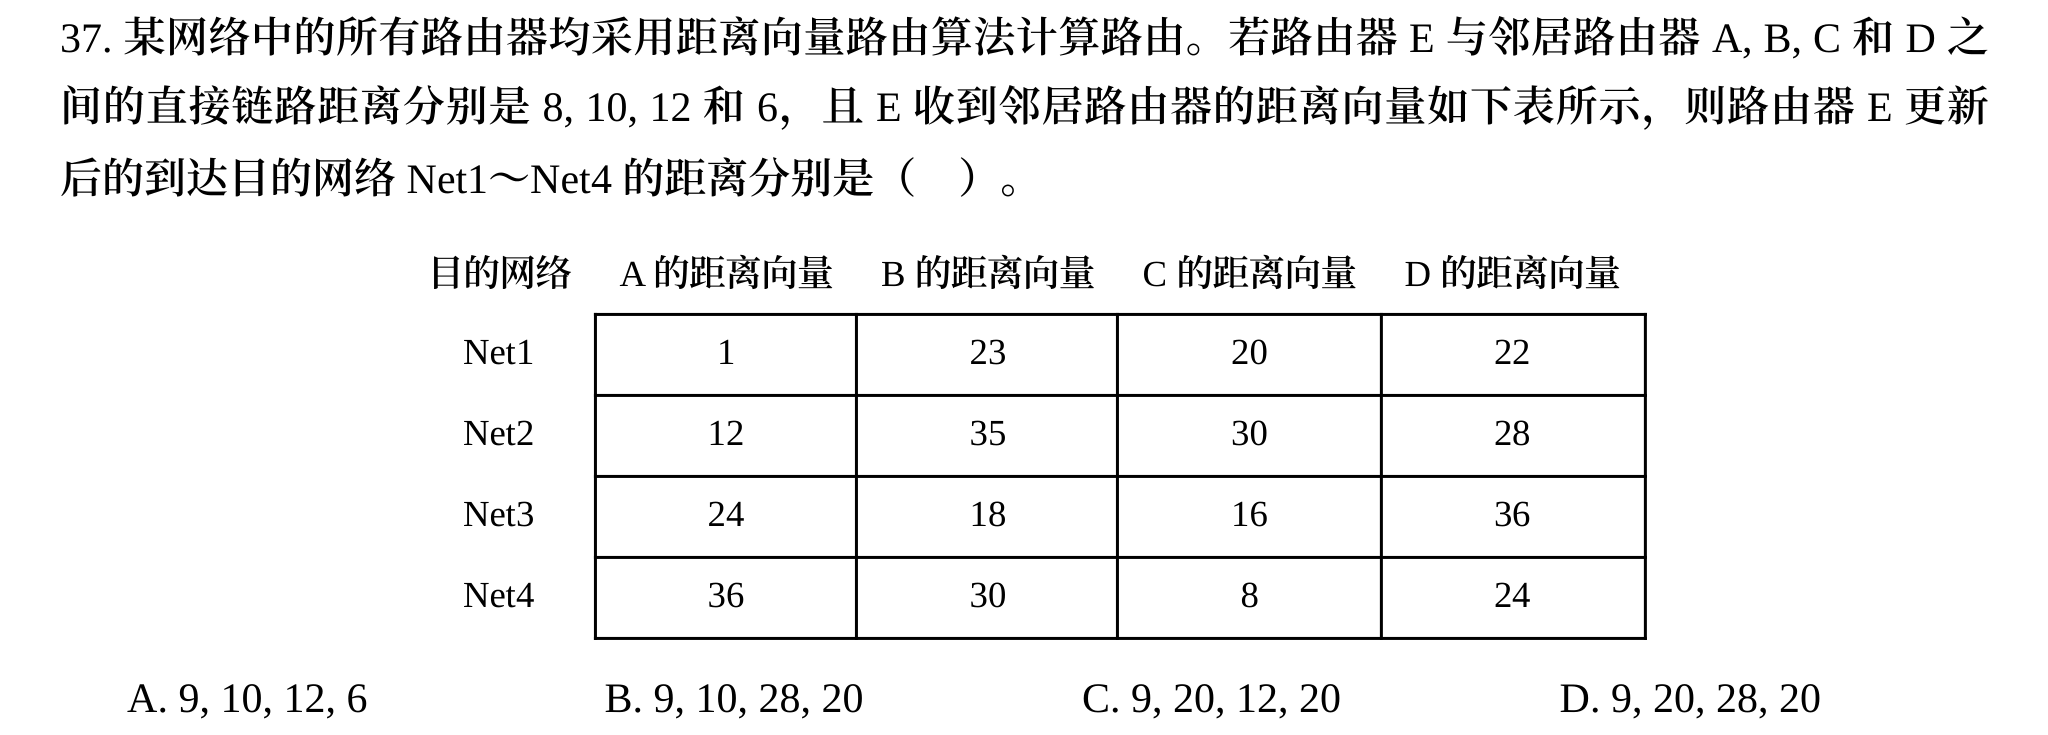 37. 某网络中的所有路由器均采用距离向量路由算法计算路由。若路由器 E 与邻居路由器 A, B, C 和 D 之
间的直接链路距离分别是 8, 10, 12 和 6，且 E 收到邻居路由器的距离向量如下表所示，则路由器 E 更新
后的到达目的网络 Net1～Net4 的距离分别是（　）。
目的网络 A 的距离向量 B 的距离向量 C 的距离向量 D 的距离向量
Net1 1 23 20 22
Net2 12 35 30 28
Net3 24 18 16 36
Net4 36 30 8 24
A. 9, 10, 12, 6 B. 9, 10, 28, 20 C. 9, 20, 12, 20 D. 9, 20, 28, 20